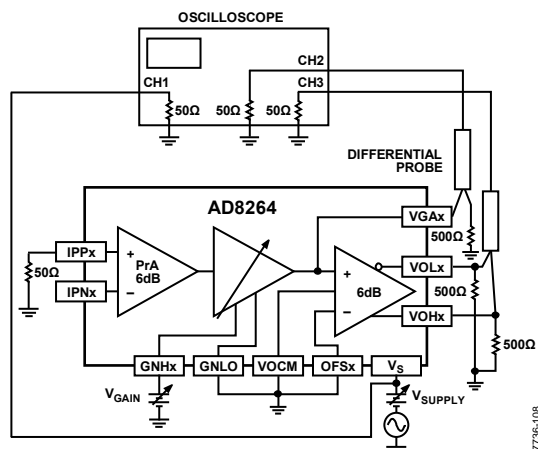 OSCILLOSCOPE
CH2
CH1
CH3
50Ω
50Ω
50Ω
DIFFERENTIAL
PROBE
AD8264
VGAx
500Ω
IPPx
50Ω
IPNx
+
PrA
6dB
–
+
6dB
–
VOLx
500Ω
VOHx
500Ω
GNHx
GNLO
VOCM
OFSx
VS
VGAIN
VSUPPLY
7736-108